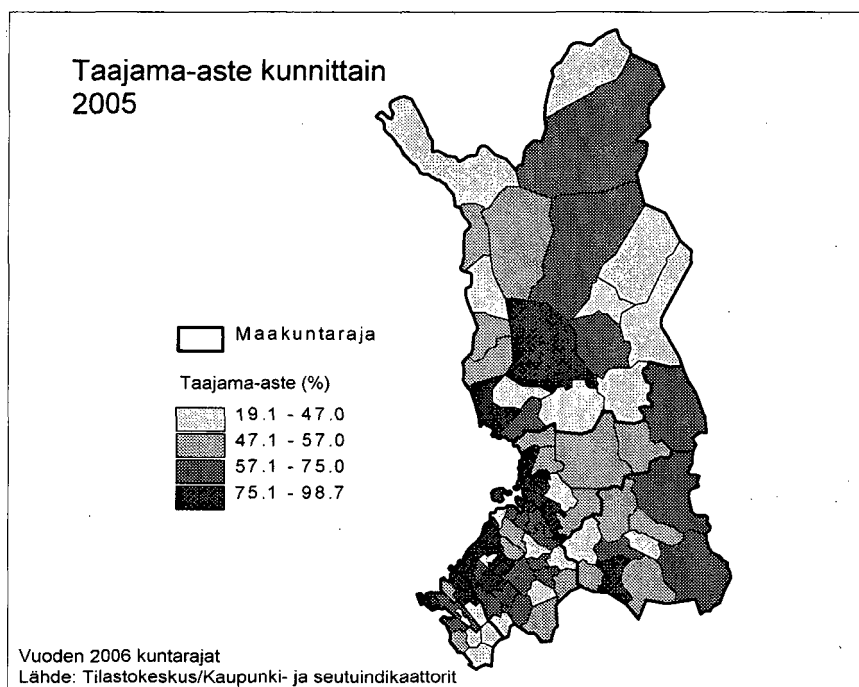 Taajama-aste kunnittain
2005
Maakuntaraja
Taajama-aste (%)
19.1 - 47.0
47.1 - 57.0
57.1 - 75.0
75.1 - 98.7
Vuoden 2006 kuntarajat
Lähde: Tilastokeskus/Kaupunki- ja seutuindikaattorit